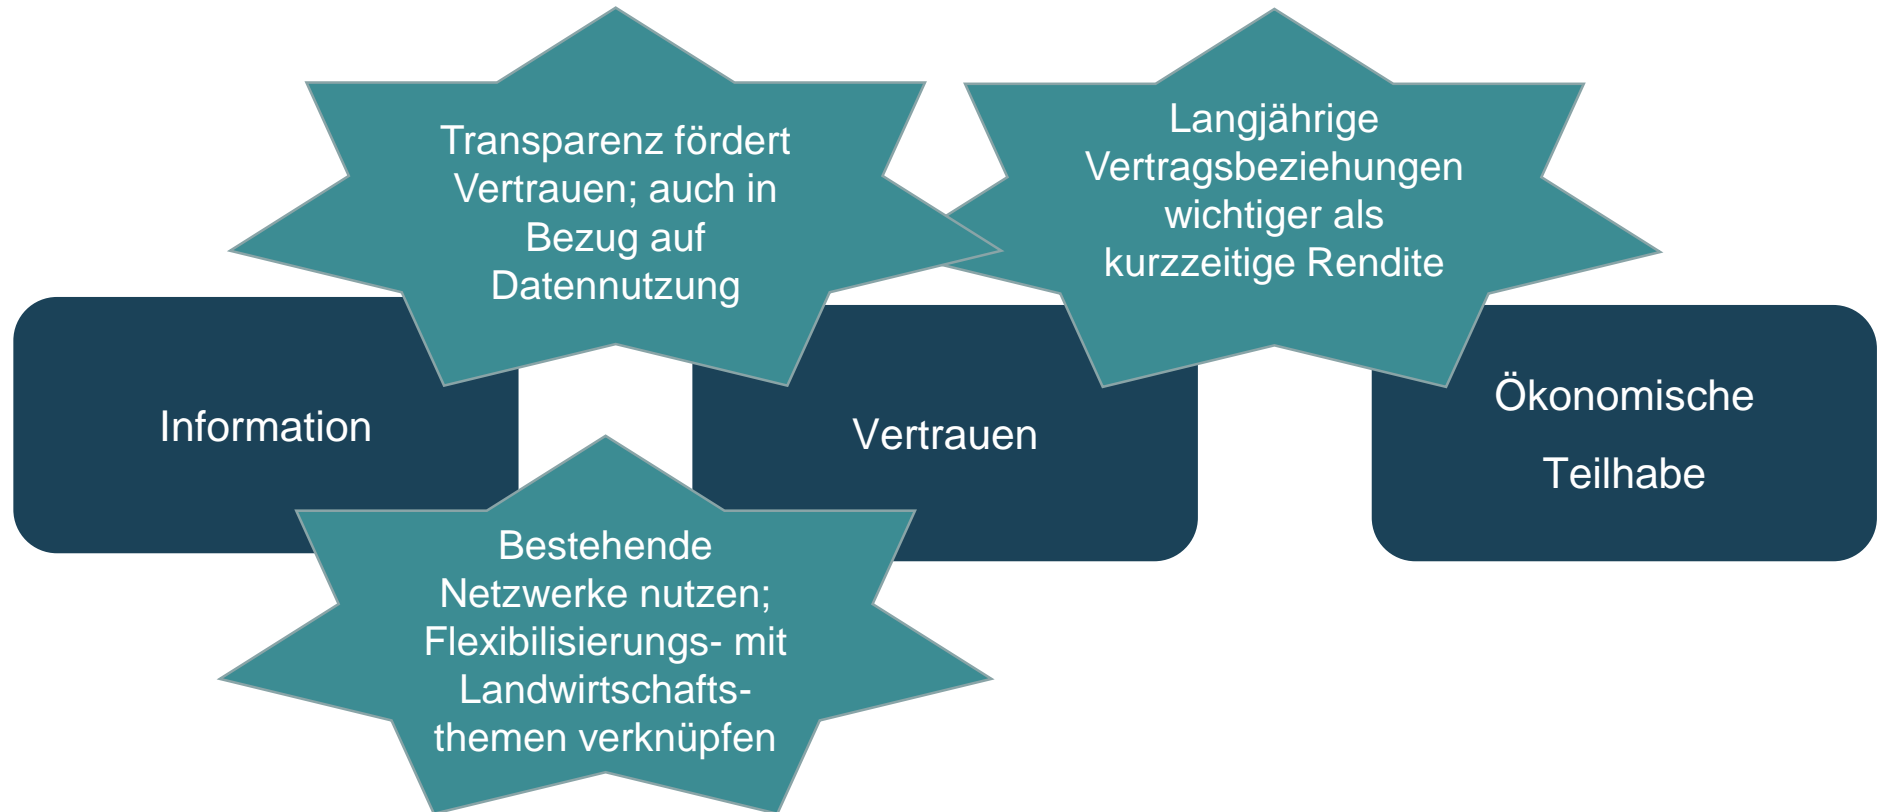 Transparenz fördert
Vertrauen; auch in
Bezug auf
Datennutzung
Langjährige
Vertragsbeziehungen
wichtiger als
kurzzeitige Rendite
Information
Vertrauen
Ökonomische
Teilhabe
Bestehende
Netzwerke nutzen;
Flexibilisierungs- mit
Landwirtschafts-
themen verknüpfen